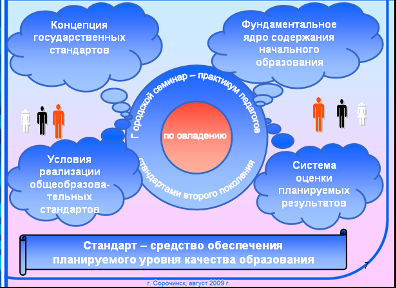 Концепция
государственных
стандартов
Фундаментальное
ядро содержания
начального
образования
Городской семинар – практикум педагогов
по овладению
стандартами второго поколения
Условия
реализации
общеобразова-
тельных
стандартов
Система
оценки
планируемых
результатов
Стандарт – средство обеспечения
планируемого уровня качества образования
7
г. Сорочинск, август 2009 г.